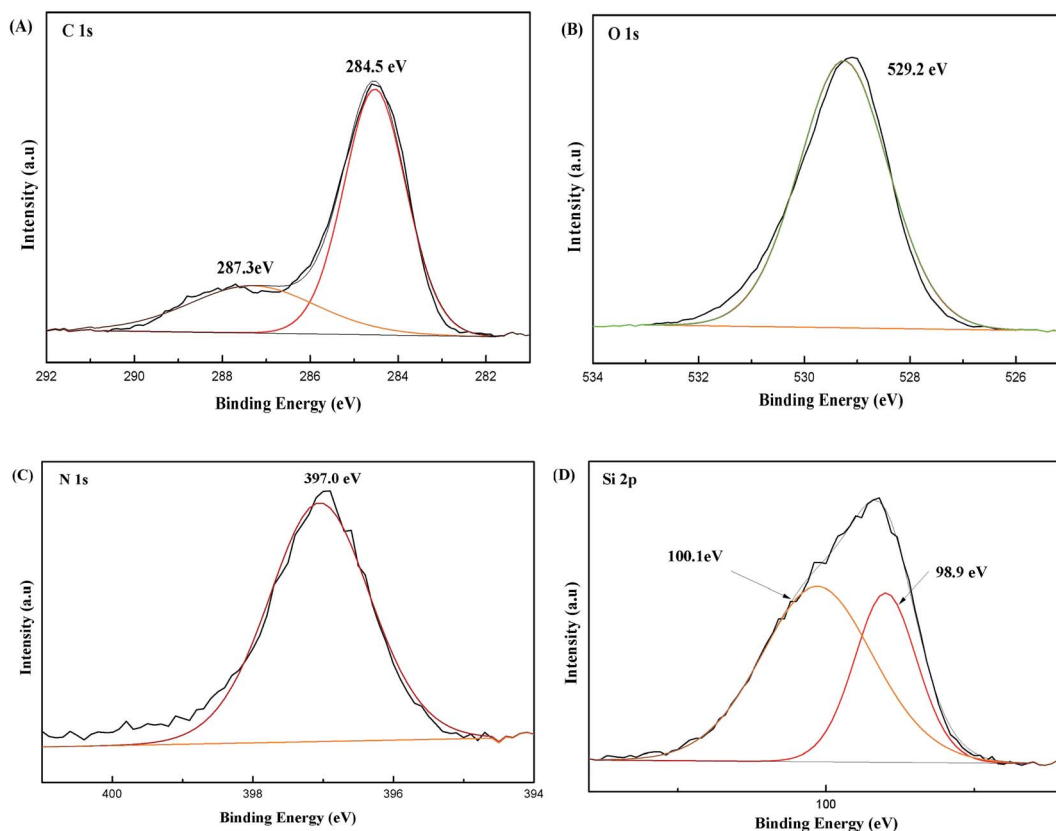 (A)
C 1s
284.5 eV
287.3eV
Intensity (a.u)
292 290 288 286 284 282
Binding Energy (eV)
(B)
O 1s
529.2 eV
Intensity (a.u)
534 532 530 528 526
Binding Energy (eV)
(C)
N 1s
397.0 eV
Intensity (a.u)
400 398 396 394
Binding Energy (eV)
(D)
Si 2p
100.1eV
98.9 eV
Intensity (a.u)
100
Binding Energy (eV)